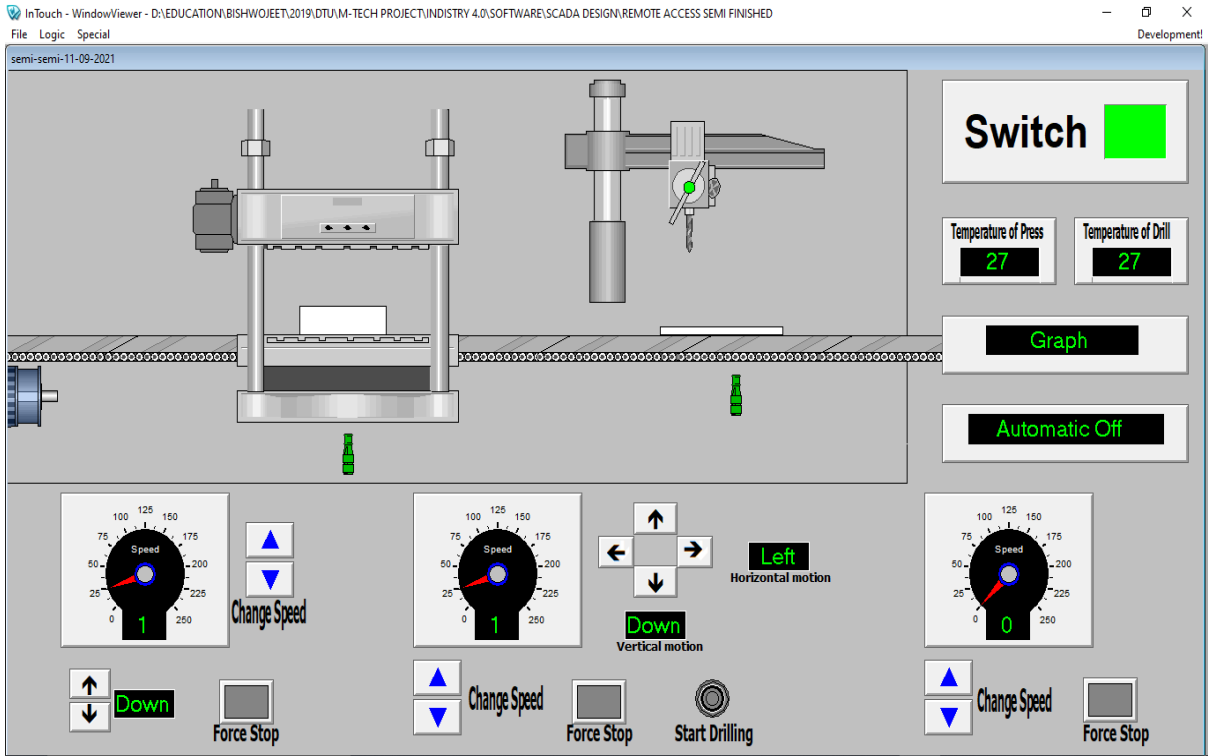 InTouch - WindowViewer - D:\EDUCATION\BISHWOJEET\2019\DTU\M-TECH PROJECT\INDISTRY 4.0\SOFTWARE\SCADA DESIGN\REMOTE ACCESS SEMI FINISHED
File Logic Special
Development!
semi-semi-11-09-2021
Switch
Temperature of Press
27
Temperature of Drill
27
Graph
Automatic Off
0 25 50 75 100 125 150 175 200 225 250
Speed
1
Change Speed
Down
Force Stop
0 25 50 75 100 125 150 175 200 225 250
Speed
1
Left
Horizontal motion
Down
Vertical motion
Change Speed
Force Stop
Start Drilling
0 25 50 75 100 125 150 175 200 225 250
Speed
0
Change Speed
Force Stop